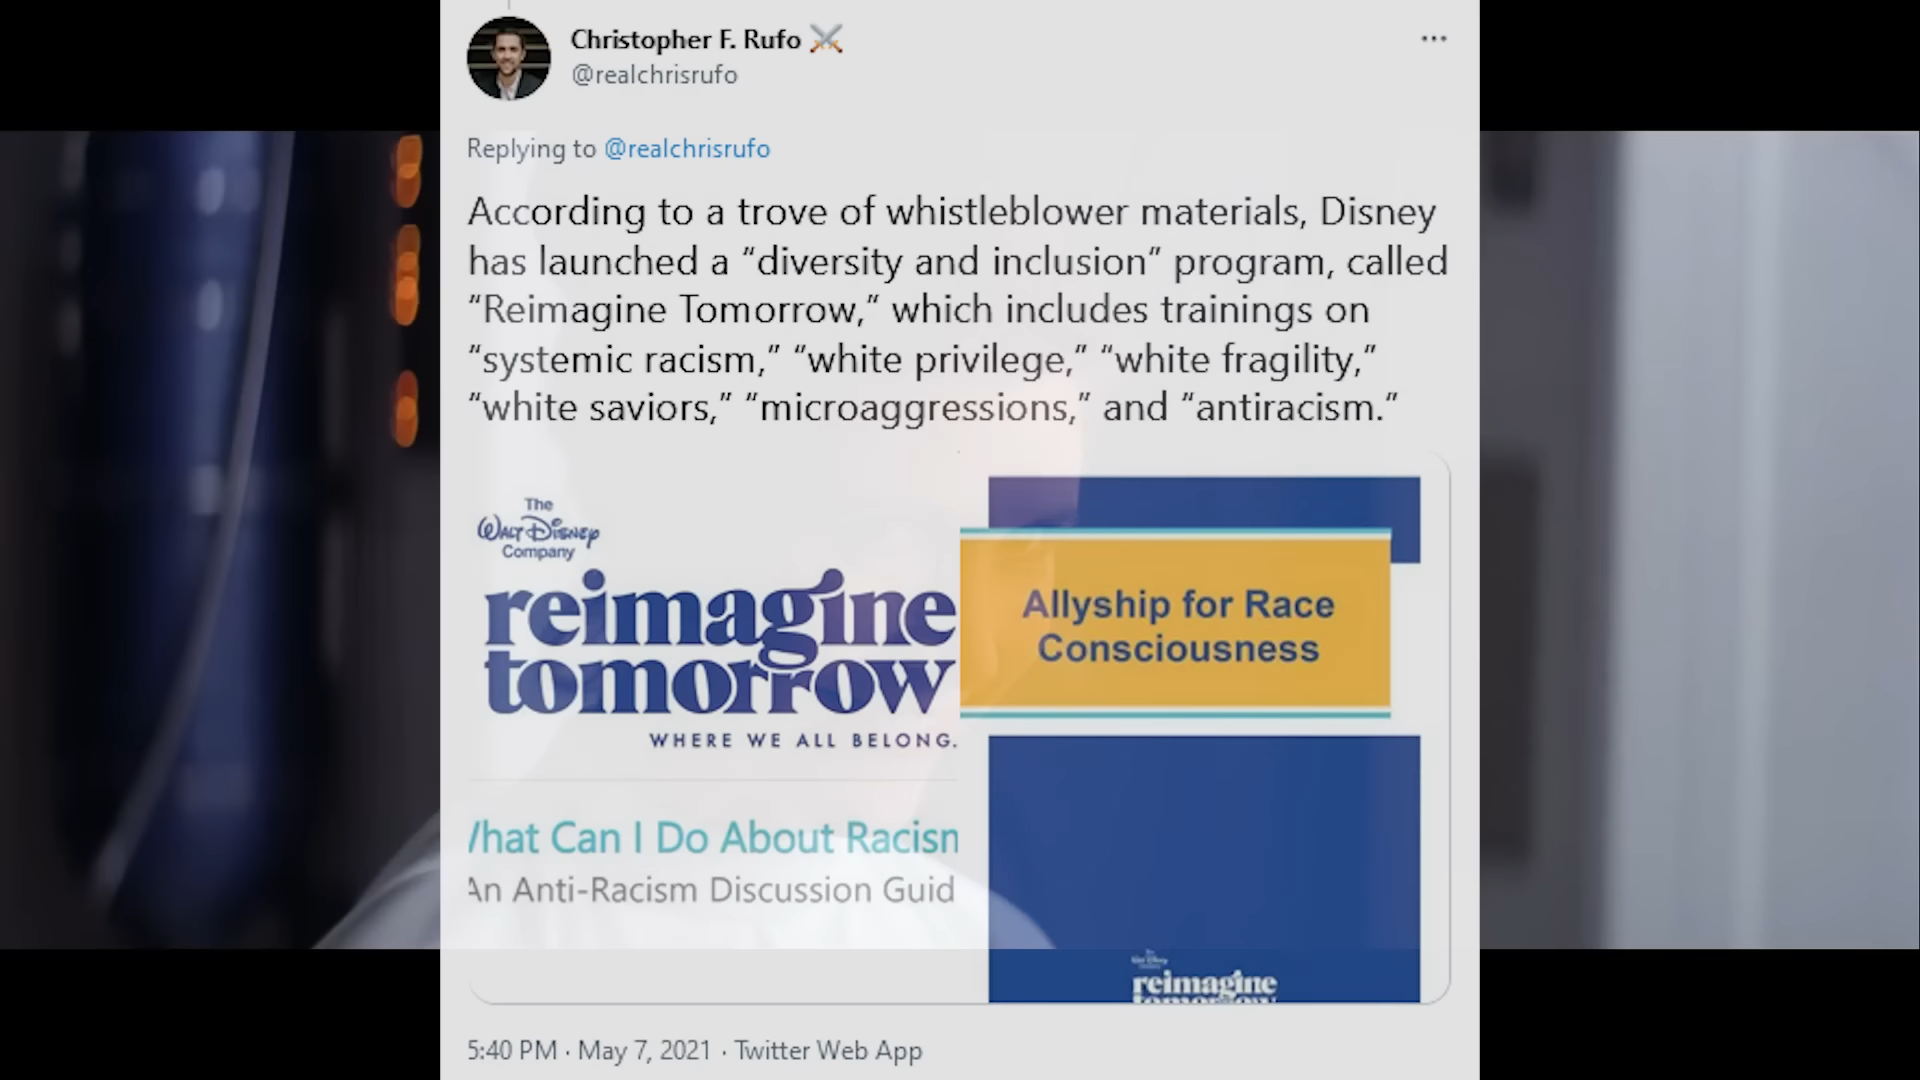 Christopher F. Rufo
@realchrisrufo
Replying to @realchrisrufo
According to a trove of whistleblower materials, Disney
has launched a “diversity and inclusion” program, called
“Reimagine Tomorrow,” which includes trainings on
“systemic racism,” “white privilege,” “white fragility,”
“white saviors,” “microaggressions,” and “antiracism.”
The
Walt Disney
Company
reimagine
tomorrow
WHERE WE ALL BELONG.
hat Can I Do About Racism
An Anti-Racism Discussion Guid
Allyship for Race
Consciousness
reimagine
tomorrow
5:40 PM · May 7, 2021 · Twitter Web App